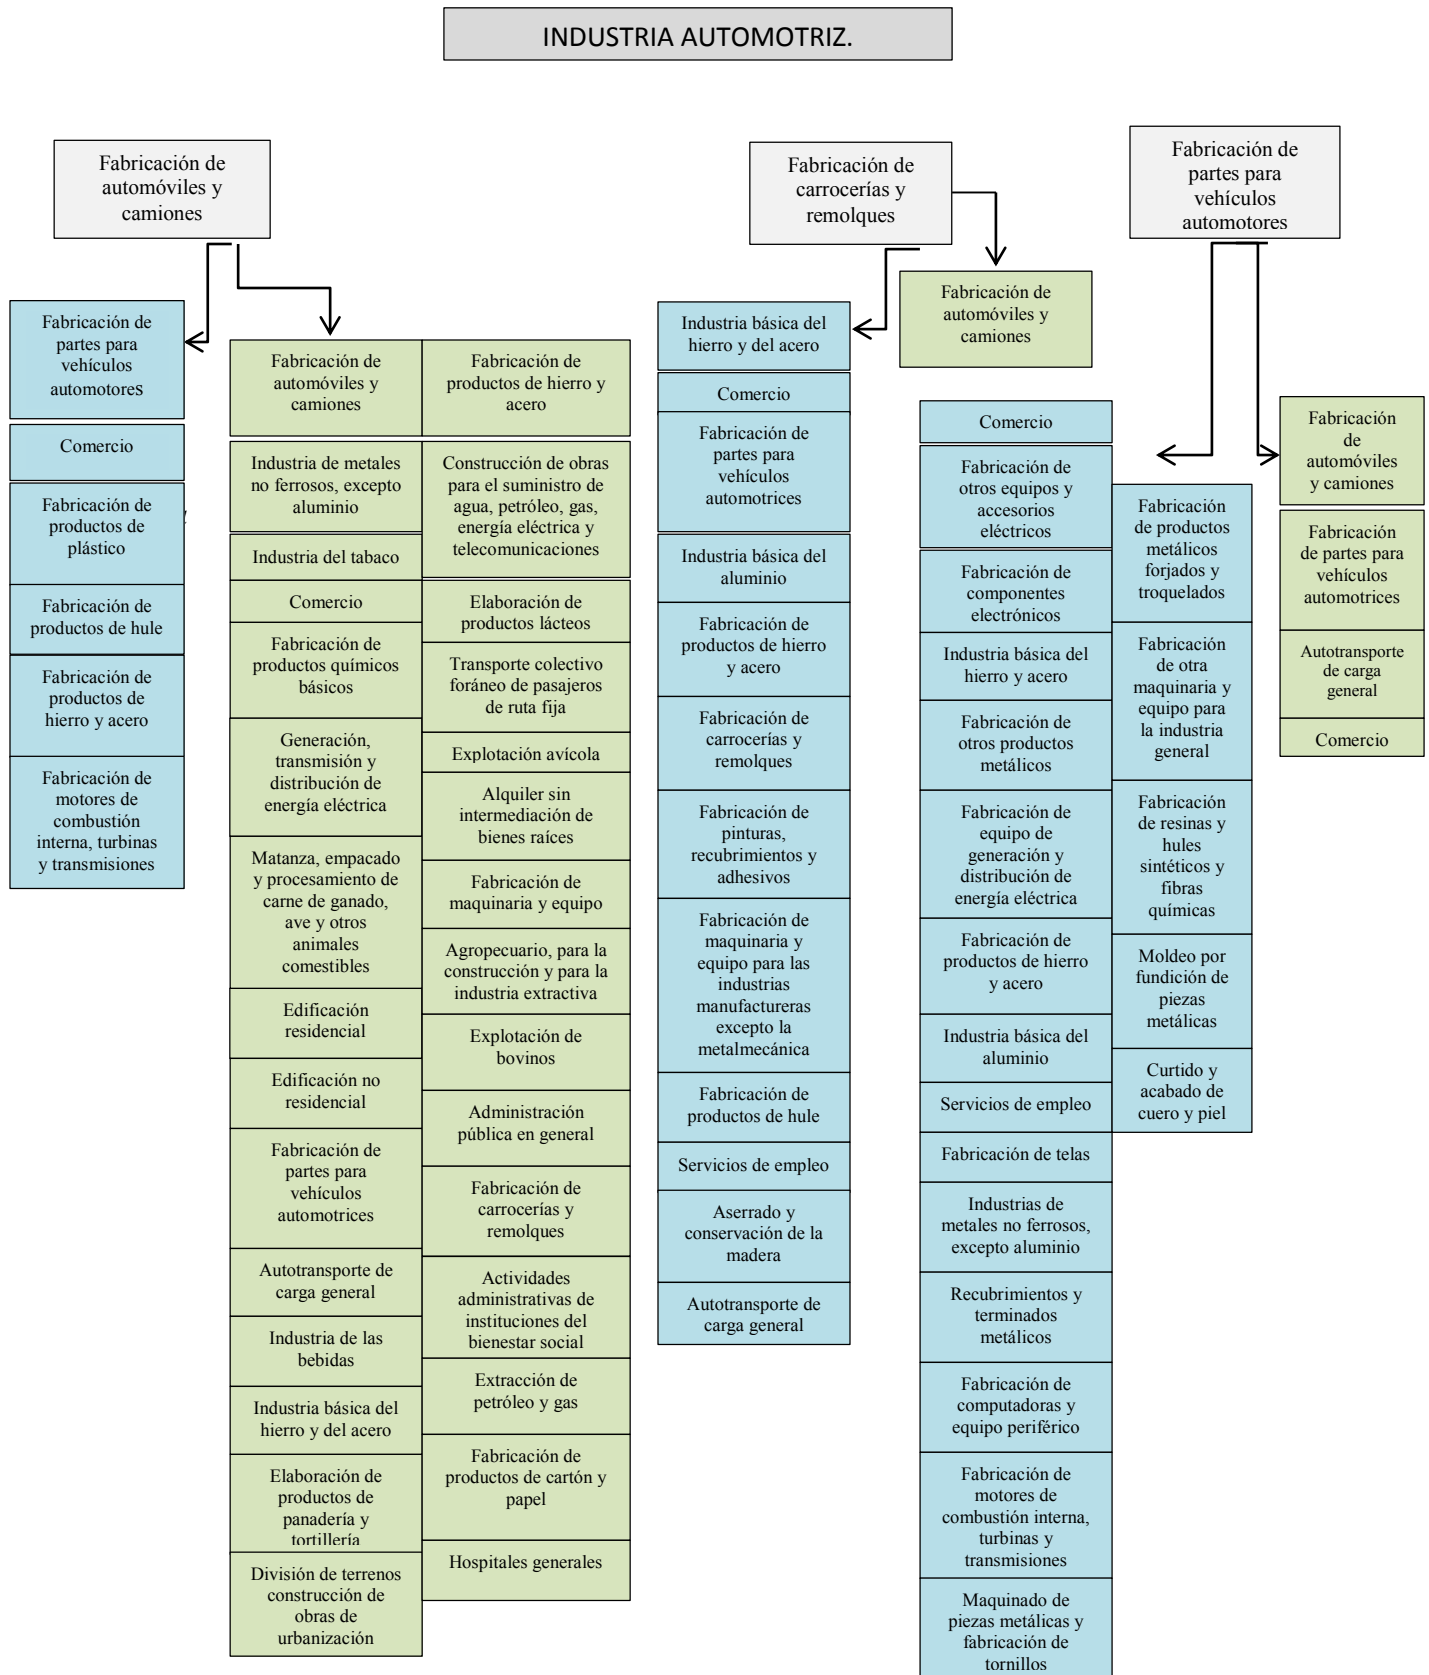 INDUSTRIA AUTOMOTRIZ.
Fabricación de
automóviles y
camiones
Fabricación de
carrocerías y
remolques
Fabricación de
partes para
vehículos
automotores
Fabricación de
partes para
vehículos
automotores
Comercio
Fabricación de
productos de
plástico
Fabricación de
productos de hule
Fabricación de
productos de
hierro y acero
Fabricación de
motores de
combustión
interna, turbinas
y transmisiones
Fabricación de
automóviles y
camiones
Industria de metales
no ferrosos, excepto
aluminio
Industria del tabaco
Comercio
Fabricación de
productos químicos
básicos
Generación,
transmisión y
distribución de
energía eléctrica
Matanza, empacado
y procesamiento de
carne de ganado,
ave y otros
animales
comestibles
Edificación
residencial
Edificación no
residencial
Fabricación de
partes para
vehículos
automotrices
Autotransporte de
carga general
Industria de las
bebidas
Industria básica del
hierro y del acero
Elaboración de
productos de
panadería y
tortillería
División de terrenos
construcción de
obras de
urbanización
Fabricación de
productos de hierro y
acero
Construcción de obras
para el suministro de
agua, petróleo, gas,
energía eléctrica y
telecomunicaciones
Elaboración de
productos lácteos
Transporte colectivo
foráneo de pasajeros
de ruta fija
Explotación avícola
Alquiler sin
intermediación de
bienes raíces
Fabricación de
maquinaria y equipo
Agropecuario, para la
construcción y para la
industria extractiva
Explotación de
bovinos
Administración
pública en general
Fabricación de
carrocerías y
remolques
Actividades
administrativas de
instituciones del
bienestar social
Extracción de
petróleo y gas
Fabricación de
productos de cartón y
papel
Hospitales generales
Industria básica del
hierro y del acero
Comercio
Fabricación de
partes para
vehículos
automotrices
Industria básica del
aluminio
Fabricación de
productos de hierro
y acero
Fabricación de
carrocerías y
remolques
Fabricación de
pinturas,
recubrimientos y
adhesivos
Fabricación de
maquinaria y
equipo para las
industrias
manufactureras
excepto la
metalmecánica
Fabricación de
productos de hule
Servicios de empleo
Aserrado y
conservación de la
madera
Autotransporte de
carga general
Fabricación de
automóviles y
camiones
Comercio
Fabricación de
otros equipos y
accesorios
eléctricos
Fabricación de
componentes
electrónicos
Industria básica del
hierro y acero
Fabricación de
otros productos
metálicos
Fabricación de
equipo de
generación y
distribución de
energía eléctrica
Fabricación de
productos de hierro
y acero
Industria básica del
aluminio
Servicios de empleo
Fabricación de telas
Industrias de
metales no ferrosos,
excepto aluminio
Recubrimientos y
terminados
metálicos
Fabricación de
computadoras y
equipo periférico
Fabricación de
motores de
combustión interna,
turbinas y
transmisiones
Maquinado de
piezas metálicas y
fabricación de
tornillos
Fabricación
de productos
metálicos
forjados y
troquelados
Fabricación
de otra
maquinaria y
equipo para
la industria
general
Fabricación
de resinas y
hules
sintéticos y
fibras
químicas
Moldeo por
fundición de
piezas
metálicas
Curtido y
acabado de
cuero y piel
Fabricación
de
automóviles
y camiones
Fabricación
de partes para
vehículos
automotrices
Autotransporte
de carga
general
Comercio